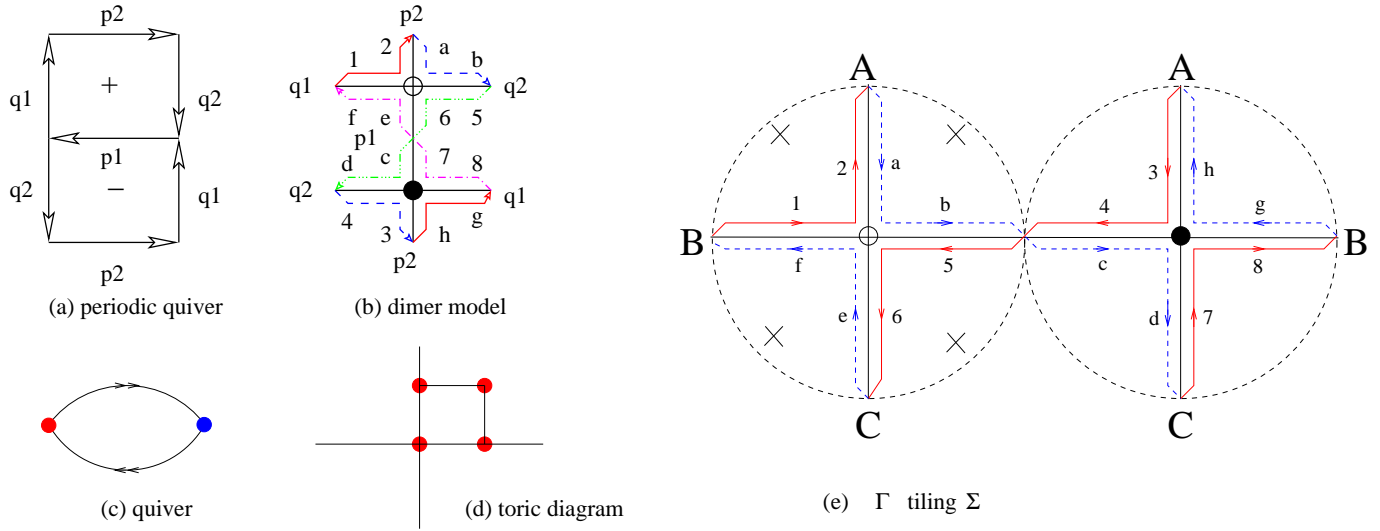 p2
+
q1
q2
p1
−
q2
q1
p2
(a) periodic quiver
p2
1
2
a
b
q1
q2
f
e
6
5
p1
d
c
7
8
q2
q1
4
3
h
g
p2
(b) dimer model
(c) quiver
(d) toric diagram
A
A
2
a
3
h
1
b
4
g
B
B
f
5
c
8
e
6
d
7
C
C
(e) Γ tiling Σ